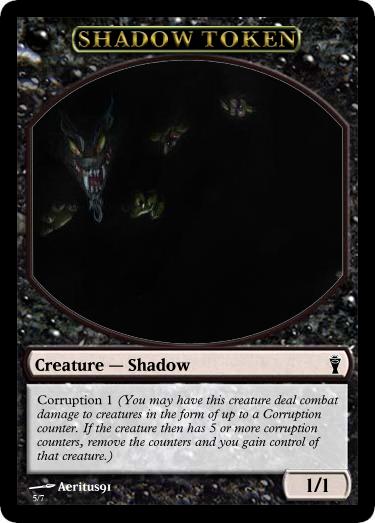 SHADOW TOKEN
Creature — Shadow
Corruption 1 (You may have this creature deal combat
damage to creatures in the form of up to a Corruption
counter. If the creature then has 5 or more corruption
counters, remove the counters and you gain control of
that creature.)
Aeritus91
5/7
1/1